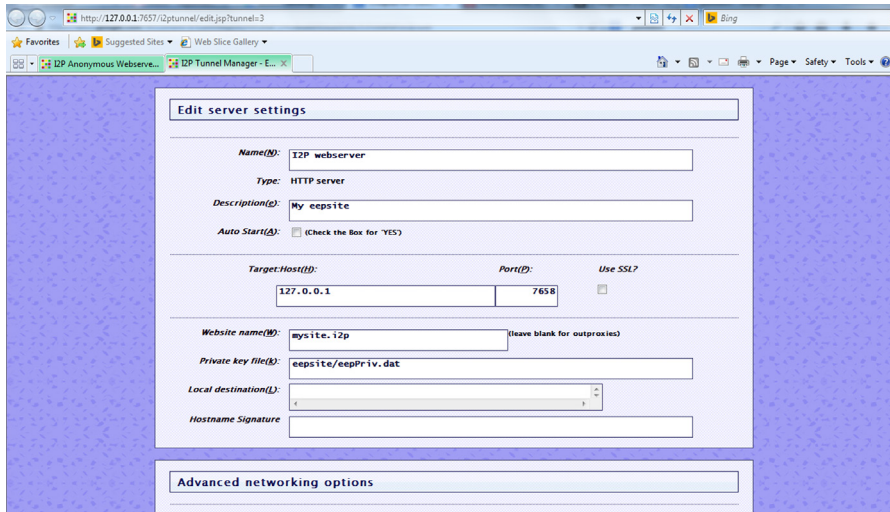 http://127.0.0.1:7657/i2ptunnel/edit.jsp?tunnel=3
Bing
Favorites Suggested Sites Web Slice Gallery
I2P Anonymous Webserve... I2P Tunnel Manager - E... Page Safety Tools
Edit server settings
Name(N): I2P webserver
Type: HTTP server
Description(e): My eepsite
Auto Start(A): (Check the Box for 'YES')
Target:Host(H): Port(P): Use SSL?
127.0.0.1 7658
Website name(W): mysite.i2p (leave blank for outproxies)
Private key file(k): eepsite/eepPriv.dat
Local destination(L):
Hostname Signature
Advanced networking options